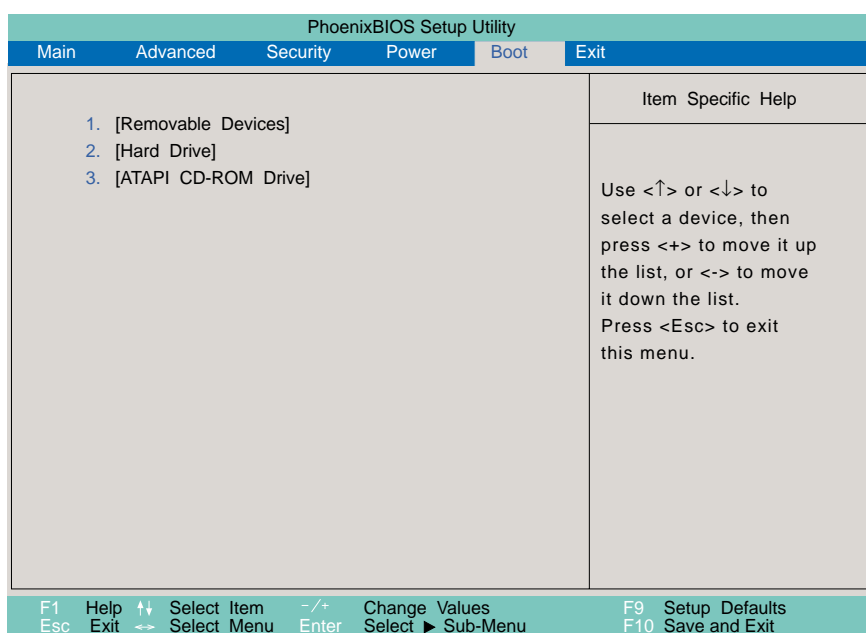 PhoenixBIOS Setup Utility
Main Advanced Security Power Boot Exit
1. [Removable Devices]
2. [Hard Drive]
3. [ATAPI CD-ROM Drive]
Item Specific Help
Use <↑> or <↓> to
select a device, then
press <+> to move it up
the list, or <-> to move
it down the list.
Press <Esc> to exit
this menu.
F1 Help ↑↓ Select Item -/+ Change Values F9 Setup Defaults
Esc Exit <-> Select Menu Enter Select ▶ Sub-Menu F10 Save and Exit